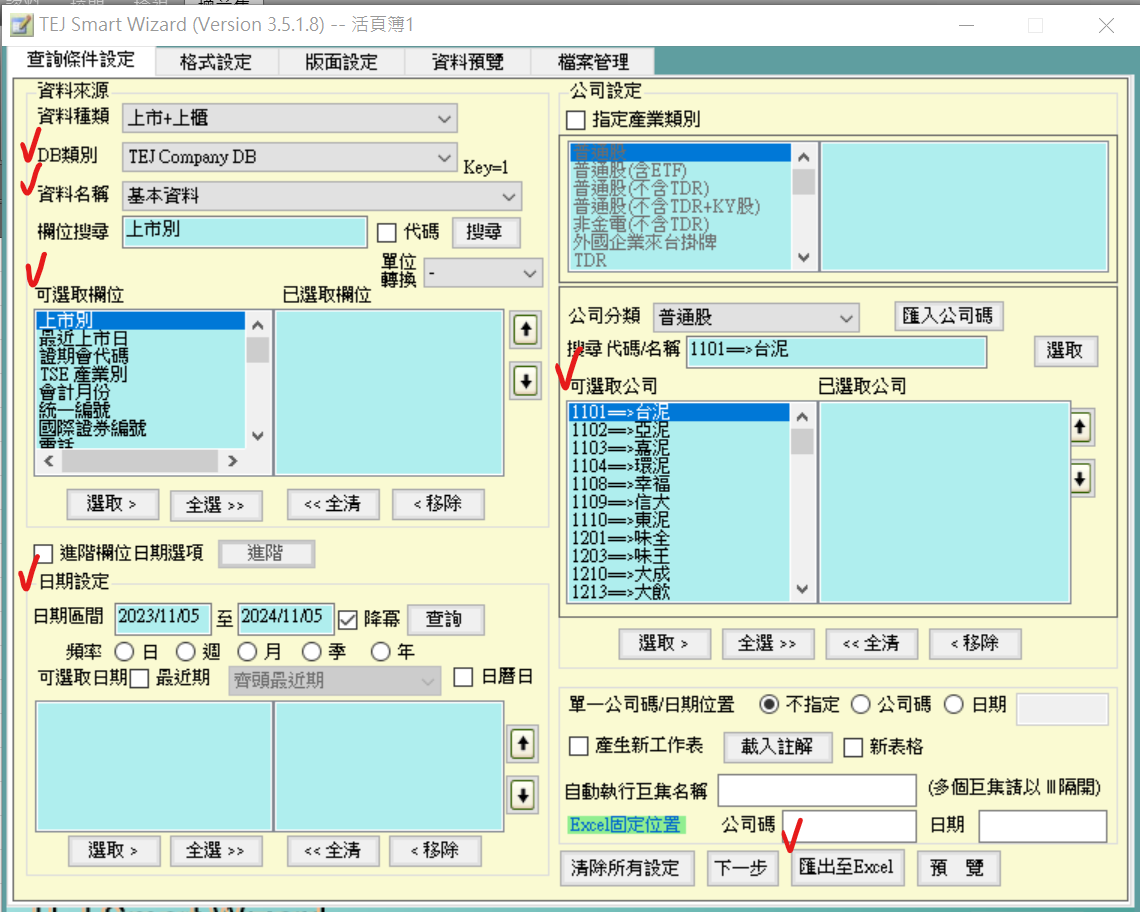 TEJ Smart Wizard (Version 3.5.1.8) -- 活頁簿1
查詢條件設定 格式設定 版面設定 資料預覽 檔案管理
資料來源
資料種類 上市+上櫃
DB類別 TEJ Company DB Key=1
資料名稱 基本資料
欄位搜尋 上市別 代碼 搜尋
單位轉換 -
可選取欄位 已選取欄位
上市別
最近上市日
證期會代碼
TSE 產業別
會計月份
統一編號
國際證券編號
電話
選取 > 全選 >> << 全清 < 移除
進階欄位日期選項 進階
日期設定
日期區間 2023/11/05 至 2024/11/05 降冪 查詢
頻率 日 週 月 季 年
可選取日期 最近期 齊頭最近期 日曆日
選取 > 全選 >> << 全清 < 移除
公司設定
指定產業類別
普通股
普通股(含ETF)
普通股(不含TDR)
普通股(不含TDR+KY股)
非金電(不含TDR)
外國企業來台掛牌
TDR
公司分類 普通股 匯入公司碼
搜尋 代碼/名稱 1101==>台泥 選取
可選取公司 已選取公司
1101==>台泥
1102==>亞泥
1103==>嘉泥
1104==>環泥
1108==>幸福
1109==>信大
1110==>東泥
1201==>味全
1203==>味王
1210==>大成
1213==>大飲
選取 > 全選 >> << 全清 < 移除
單一公司碼/日期位置 不指定 公司碼 日期
產生新工作表 載入註解 新表格
自動執行巨集名稱 (多個巨集請以 ||| 隔開)
Excel固定位置 公司碼 日期
清除所有設定 下一步 匯出至Excel 預 覽